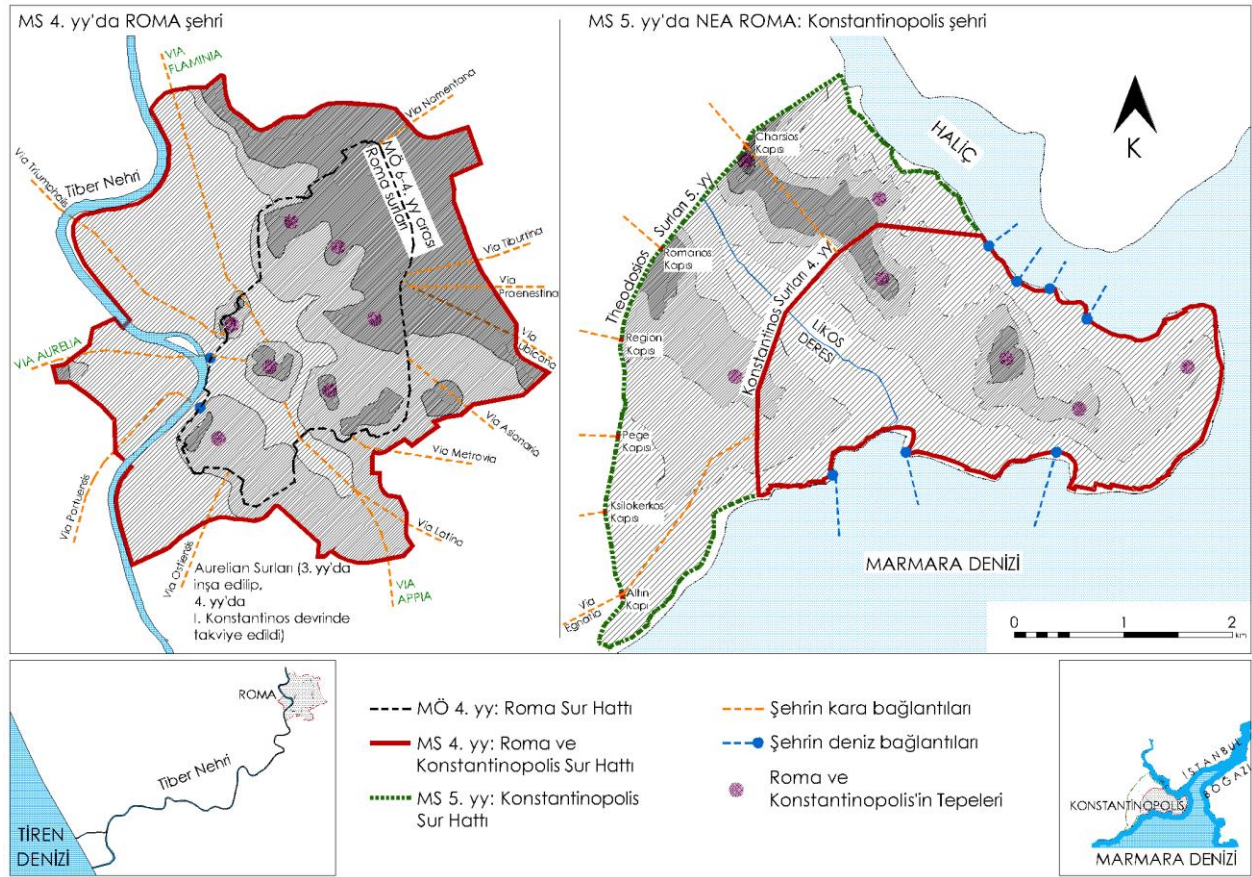 MS 4. yy'da ROMA şehri
VIA
FLAMINIA
Via Nomentana
Via Triumphalis
Tiber Nehri
MÖ 6-4. yy arası
Roma surları
Via Tiburtina
Via
Praenestina
Via
Lubicana
VIA AURELIA
Via Asianaria
Via Metrovia
Via Portuensis
Via Latina
Via Ostiensis
VIA
APPIA
Aurelian Surları (3. yy'da
inşa edilip,
4. yy'da
I. Konstantinos devrinde
takviye edildi)
MS 5. yy'da NEA ROMA: Konstantinopolis şehri
HALİÇ
K
Charsios
Kapısı
Theodosios Surları 5. yy
Romanos
Kapısı
Konstantinos Surları 4. yy
LİKOS
DERESİ
Region
Kapısı
Pege
Kapısı
Ksilokerkos
Kapısı
Altın
Kapı
Via
Egnatia
MARMARA DENİZİ
0 1 2
km
ROMA
Tiber Nehri
TİREN
DENİZİ
MÖ 4. yy: Roma Sur Hattı
MS 4. yy: Roma ve
Konstantinopolis Sur Hattı
MS 5. yy: Konstantinopolis
Sur Hattı
Şehrin kara bağlantıları
Şehrin deniz bağlantıları
Roma ve
Konstantinopolis'in Tepeleri
İSTANBUL
BOĞAZI
KONSTANTİNOPOLİS
MARMARA DENİZİ